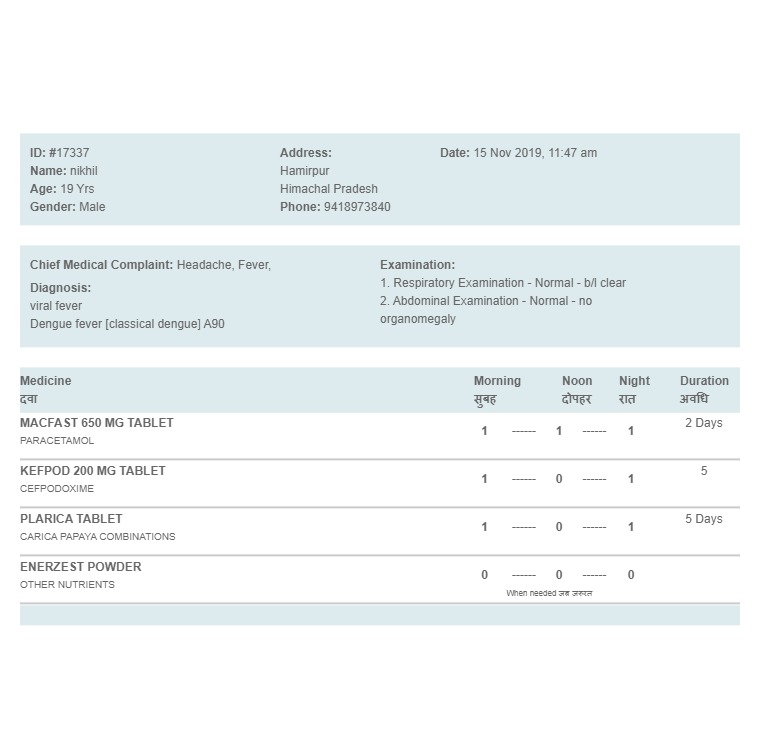 ID: #17337
Name: nikhil
Age: 19 Yrs
Gender: Male
Address:
Hamirpur
Himachal Pradesh
Phone: 9418973840
Date: 15 Nov 2019, 11:47 am
Chief Medical Complaint: Headache, Fever,
Diagnosis:
viral fever
Dengue fever [classical dengue] A90
Examination:
1. Respiratory Examination - Normal - b/l clear
2. Abdominal Examination - Normal - no
organomegaly
Medicine Morning Noon Night Duration
दवा सुबह दोपहर रात अवधि
MACFAST 650 MG TABLET 2 Days
1 ------ 1 ------ 1
PARACETAMOL
KEFPOD 200 MG TABLET 5
1 ------ 0 ------ 1
CEFPODOXIME
PLARICA TABLET 5 Days
1 ------ 0 ------ 1
CARICA PAPAYA COMBINATIONS
ENERZEST POWDER
0 ------ 0 ------ 0
OTHER NUTRIENTS
When needed जब जरुरत